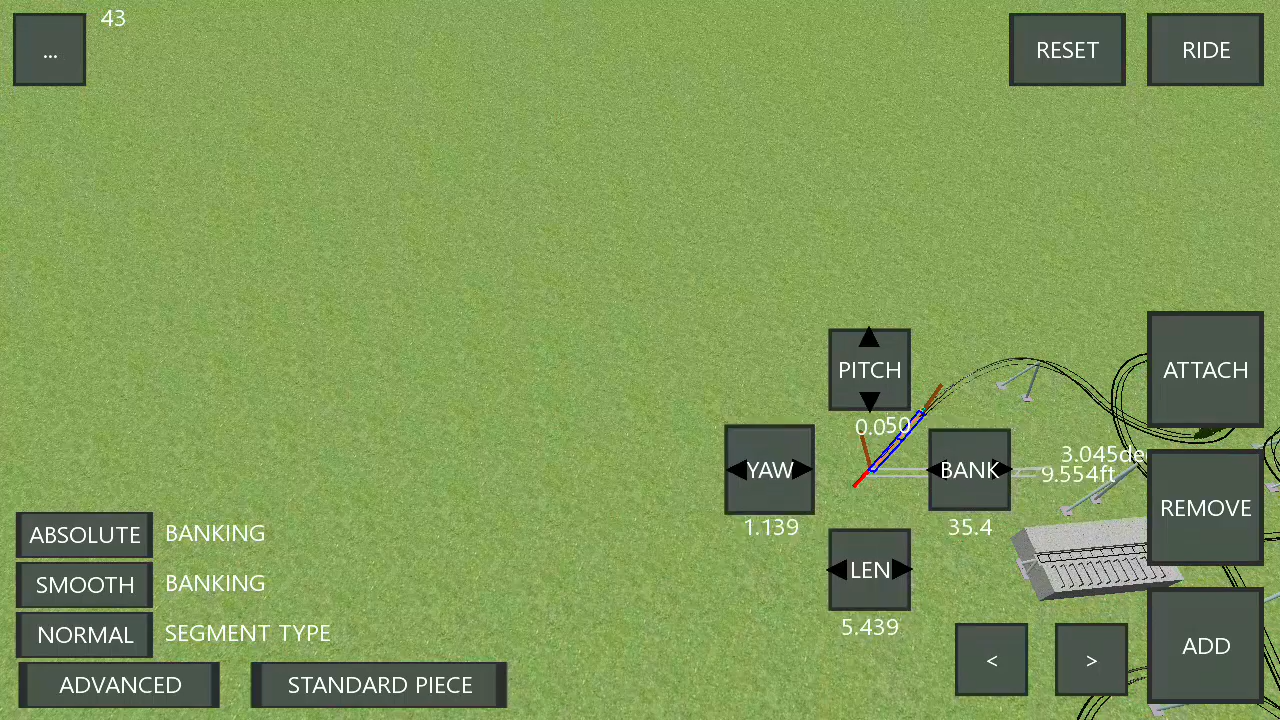 ...
43
RESET
RIDE
PITCH
ATTACH
0.050
YAW
BANK
3.045de
9.554ft
1.139
35.4
REMOVE
ABSOLUTE BANKING
LEN
SMOOTH BANKING
5.439
NORMAL SEGMENT TYPE
<
>
ADD
ADVANCED
STANDARD PIECE